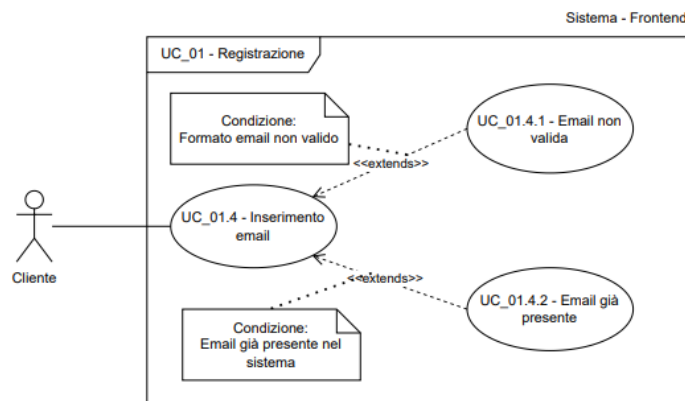 Sistema - Frontend
UC_01 - Registrazione
Condizione:
Formato email non valido
UC_01.4.1 - Email non
valida
<<extends>>
UC_01.4 - Inserimento
email
Cliente
<<extends>>
UC_01.4.2 - Email già
presente
Condizione:
Email già presente nel
sistema